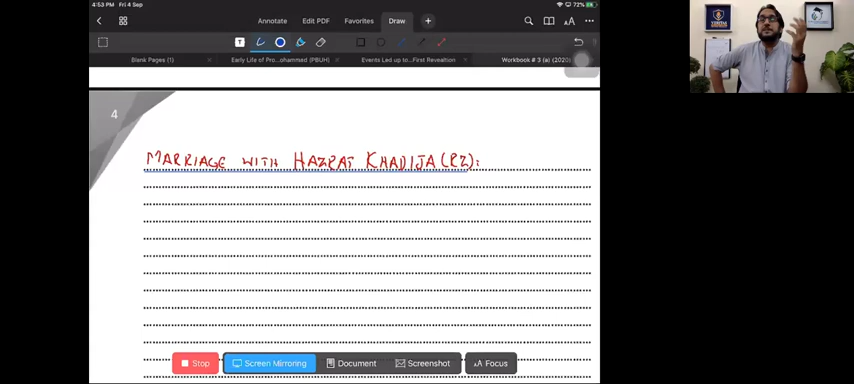 4:53 PM Fri 4 Sep
72%
Annotate Edit PDF Favorites Draw
T
Blank Pages (1)
Early Life of Pro...ohammed (PBUH)
Events Led up to...First Revealtion
Workbook # 3 (a) (2020)
4
MARRIAGE WITH HAZRAT KHADIJA (RZ):
Stop Screen Mirroring Document Screenshot AA Focus